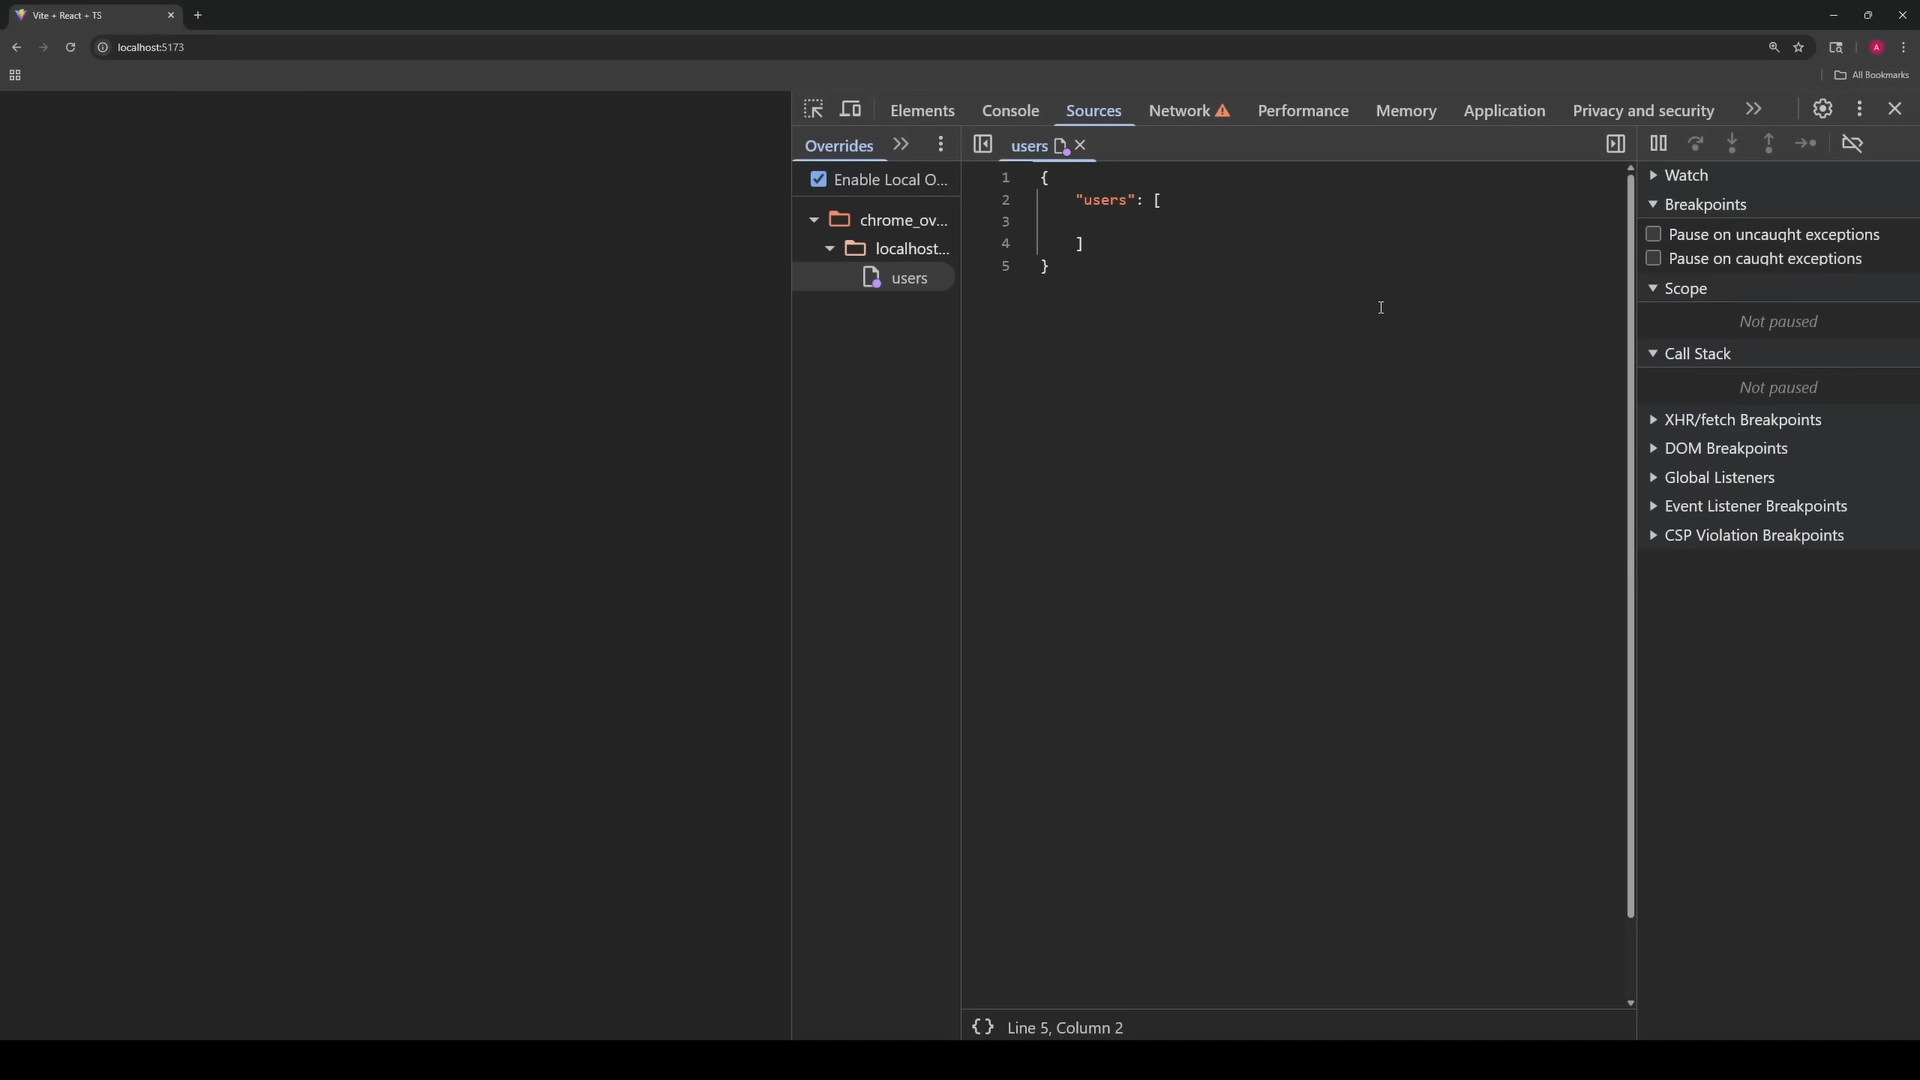 Vite + React + TS
localhost:5173
A
All Bookmarks
Elements Console Sources Network Performance Memory Application Privacy and security
Overrides
users
Enable Local O...
chrome_ov...
localhost...
users
1 {
2 "users": [
3
4 ]
5 }
{} Line 5, Column 2
Watch
Breakpoints
Pause on uncaught exceptions
Pause on caught exceptions
Scope
Not paused
Call Stack
Not paused
XHR/fetch Breakpoints
DOM Breakpoints
Global Listeners
Event Listener Breakpoints
CSP Violation Breakpoints